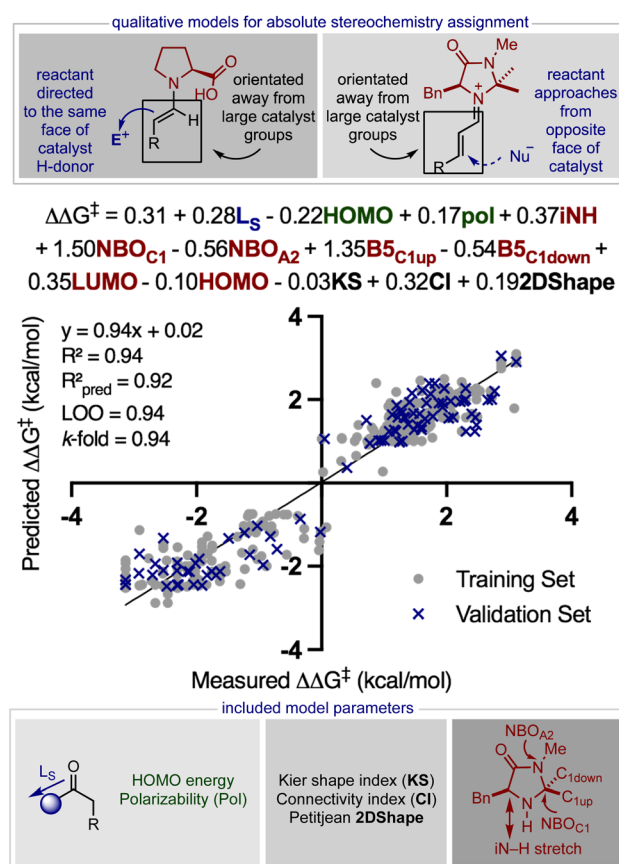 qualitative models for absolute stereochemistry assignment
reactant
directed
to the same
face of
catalyst
H-donor
E+
R
H
N
O
HO
orientated
away from
large catalyst
groups
orientated
away from
large catalyst
groups
O
N
Me
Bn
N
+
R
Nu−
reactant
approaches
from
opposite
face of
catalyst
ΔΔG‡ = 0.31 + 0.28LS - 0.22HOMO + 0.17pol + 0.37iNH
+ 1.50NBOC1 - 0.56NBOA2 + 1.35B5C1up - 0.54B5C1down +
0.35LUMO - 0.10HOMO - 0.03KS + 0.32CI + 0.192DShape
y = 0.94x + 0.02
R² = 0.94
R²pred = 0.92
LOO = 0.94
k-fold = 0.94
Predicted ΔΔG‡ (kcal/mol)
4
2
-4
-2
2
4
-2
-4
Training Set
Validation Set
Measured ΔΔG‡ (kcal/mol)
included model parameters
LS
O
R
HOMO energy
Polarizability (Pol)
Kier shape index (KS)
Connectivity index (CI)
Petitjean 2DShape
NBOA2
O
N
Me
C1down
C1up
Bn
N
H
NBOC1
iN–H stretch